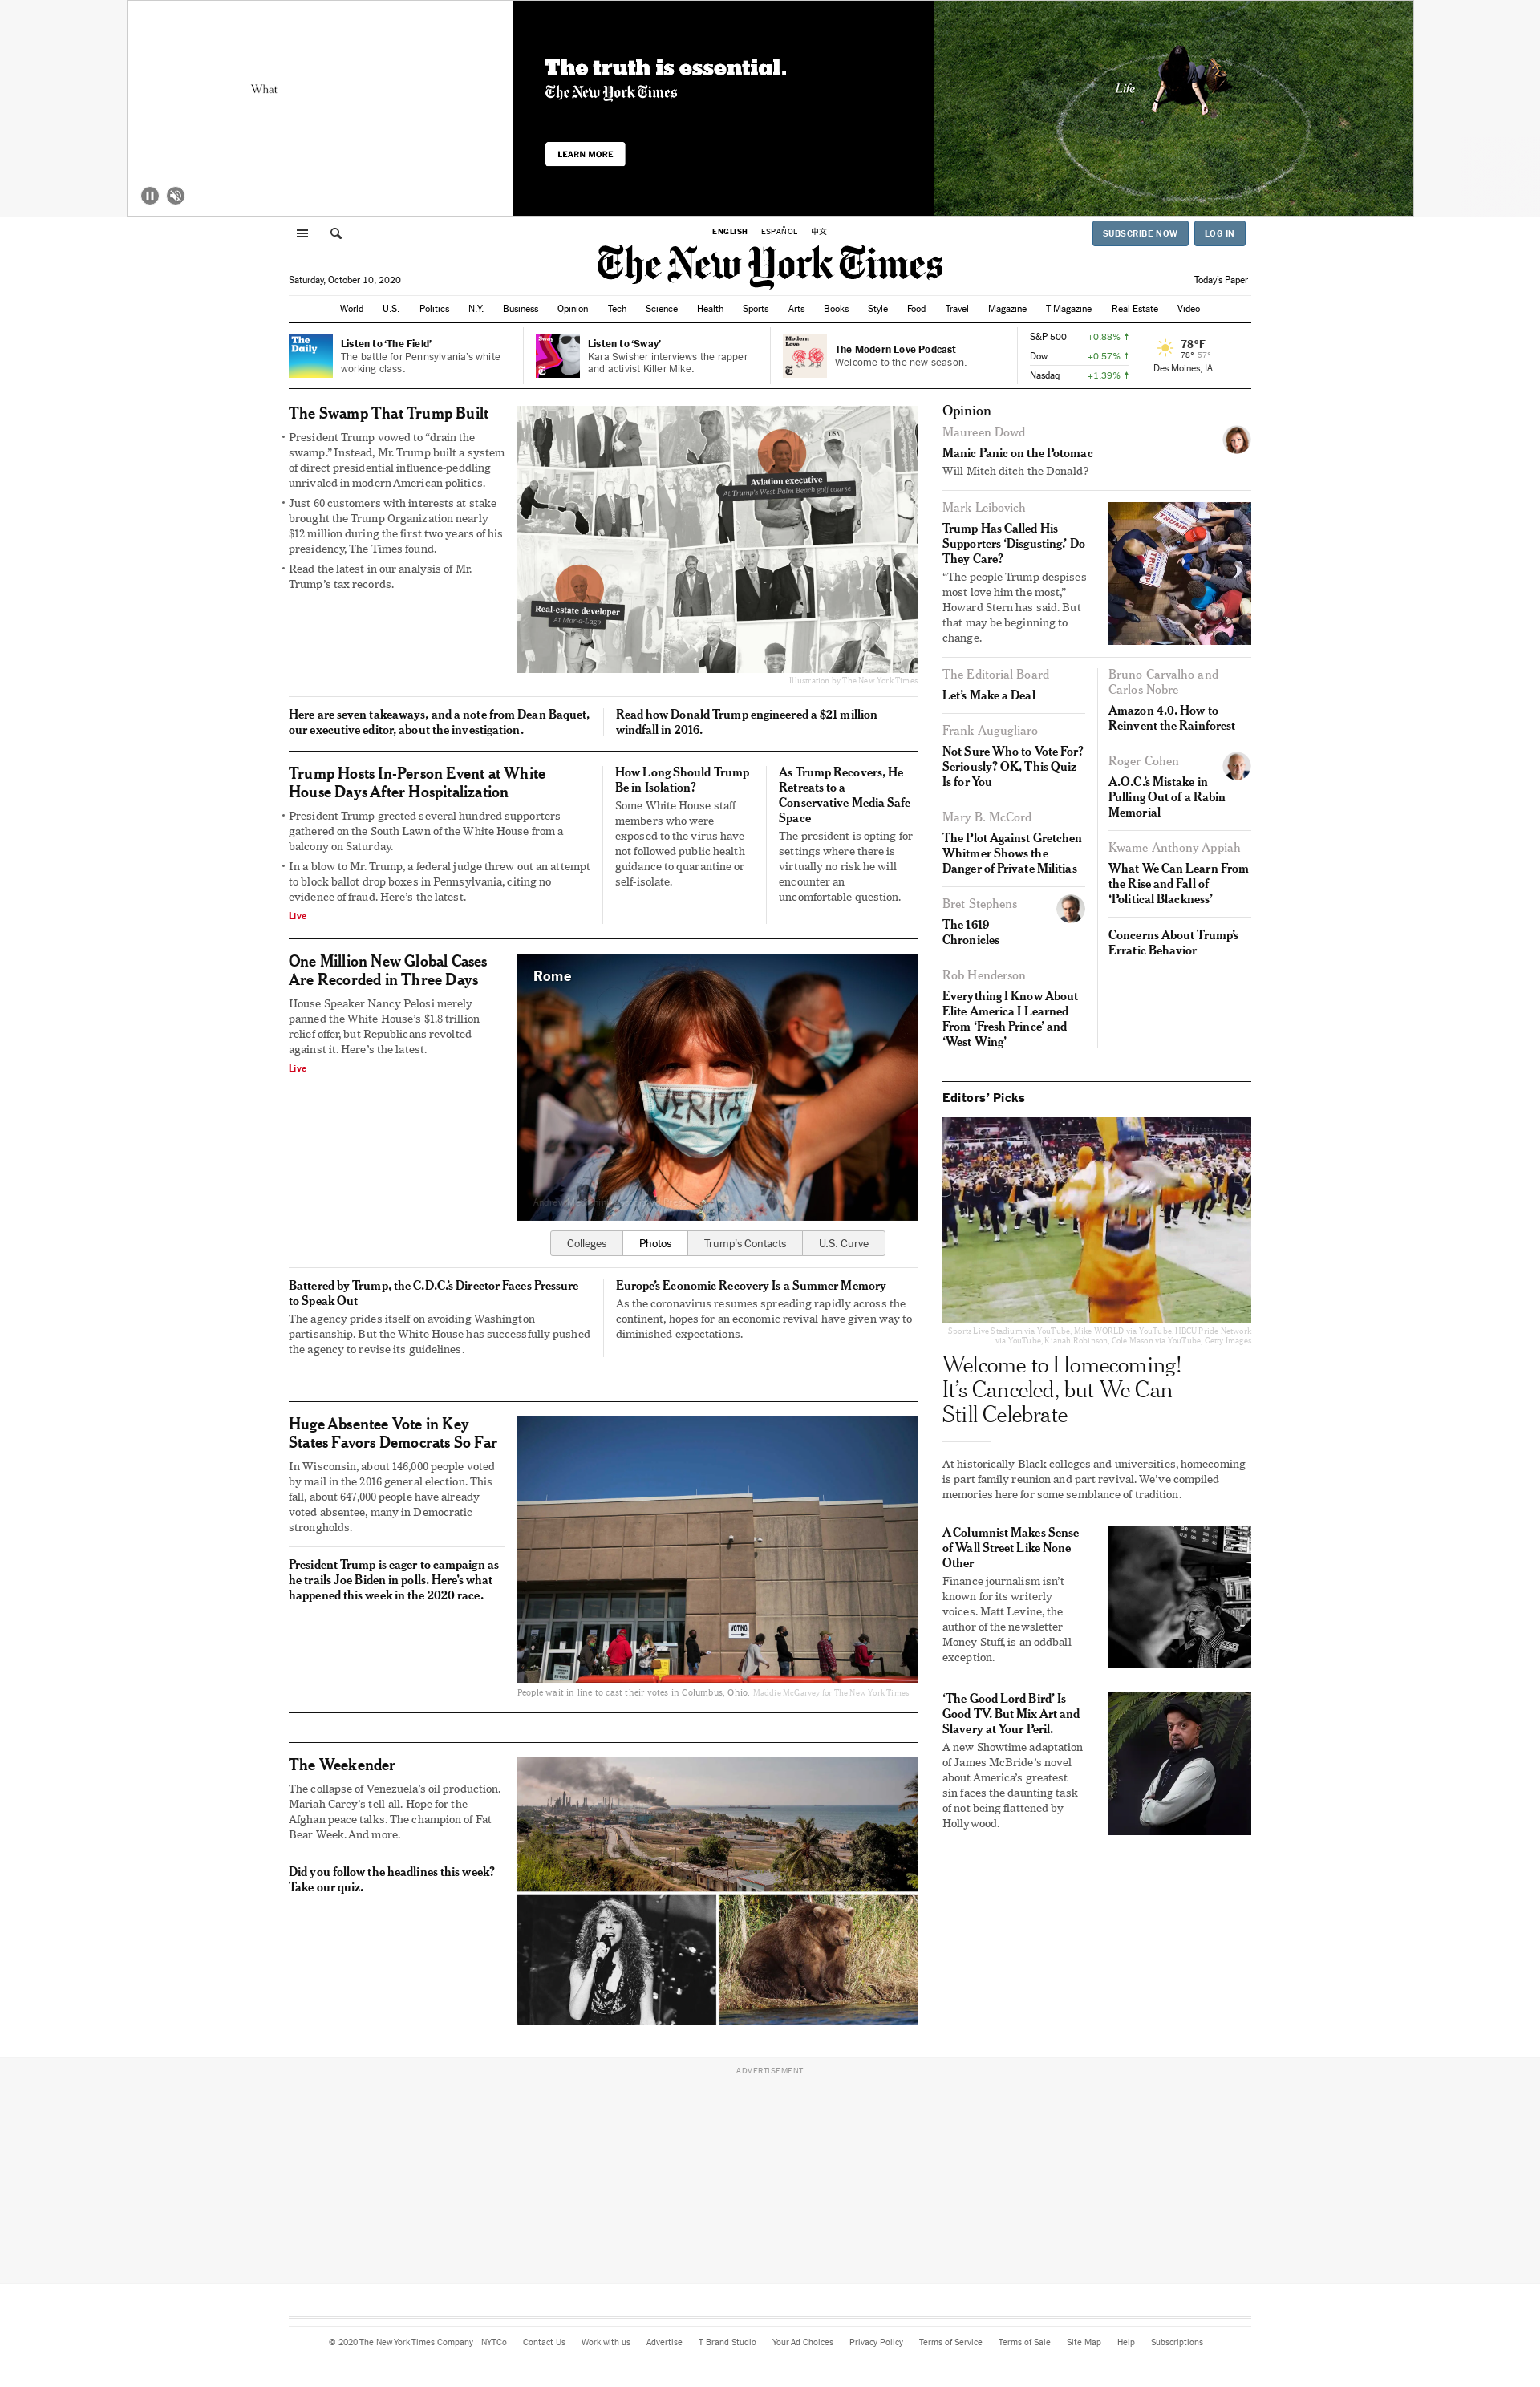 What
The truth is essential.
The New York Times
LEARN MORE
Life
ENGLISH ESPAÑOL 中文
SUBSCRIBE NOW LOG IN
The New York Times
Saturday, October 10, 2020
Today's Paper
World U.S. Politics N.Y. Business Opinion Tech Science Health Sports Arts Books Style Food Travel Magazine T Magazine Real Estate Video
The Daily
Listen to ‘The Field’
The battle for Pennsylvania’s white
working class.
Sway
Listen to ‘Sway’
Kara Swisher interviews the rapper
and activist Killer Mike.
Modern Love
The Modern Love Podcast
Welcome to the new season.
S&P 500 +0.88% ↑
Dow +0.57% ↑
Nasdaq +1.39% ↑
78°F
78° 57°
Des Moines, IA
The Swamp That Trump Built
• President Trump vowed to “drain the
swamp.” Instead, Mr. Trump built a system
of direct presidential influence-peddling
unrivaled in modern American politics.
• Just 60 customers with interests at stake
brought the Trump Organization nearly
$12 million during the first two years of his
presidency, The Times found.
• Read the latest in our analysis of Mr.
Trump’s tax records.
USA
Aviation executive
At Trump's West Palm Beach golf course
Real-estate developer
At Mar-a-Lago
Illustration by The New York Times
Here are seven takeaways, and a note from Dean Baquet,
our executive editor, about the investigation.
Read how Donald Trump engineered a $21 million
windfall in 2016.
Trump Hosts In-Person Event at White
House Days After Hospitalization
• President Trump greeted several hundred supporters
gathered on the South Lawn of the White House from a
balcony on Saturday.
• In a blow to Mr. Trump, a federal judge threw out an attempt
to block ballot drop boxes in Pennsylvania, citing no
evidence of fraud. Here’s the latest.
Live
How Long Should Trump
Be in Isolation?
Some White House staff
members who were
exposed to the virus have
not followed public health
guidance to quarantine or
self-isolate.
As Trump Recovers, He
Retreats to a
Conservative Media Safe
Space
The president is opting for
settings where there is
virtually no risk he will
encounter an
uncomfortable question.
One Million New Global Cases
Are Recorded in Three Days
House Speaker Nancy Pelosi merely
panned the White House’s $1.8 trillion
relief offer, but Republicans revolted
against it. Here’s the latest.
Live
Rome
VERITA
Colleges Photos Trump’s Contacts U.S. Curve
Battered by Trump, the C.D.C.’s Director Faces Pressure
to Speak Out
The agency prides itself on avoiding Washington
partisanship. But the White House has successfully pushed
the agency to revise its guidelines.
Europe’s Economic Recovery Is a Summer Memory
As the coronavirus resumes spreading rapidly across the
continent, hopes for an economic revival have given way to
diminished expectations.
Huge Absentee Vote in Key
States Favors Democrats So Far
In Wisconsin, about 146,000 people voted
by mail in the 2016 general election. This
fall, about 647,000 people have already
voted absentee, many in Democratic
strongholds.
President Trump is eager to campaign as
he trails Joe Biden in polls. Here’s what
happened this week in the 2020 race.
VOTING
People wait in line to cast their votes in Columbus, Ohio. Maddie McGarvey for The New York Times
The Weekender
The collapse of Venezuela’s oil production.
Mariah Carey’s tell-all. Hope for the
Afghan peace talks. The champion of Fat
Bear Week. And more.
Did you follow the headlines this week?
Take our quiz.
Opinion
Maureen Dowd
Manic Panic on the Potomac
Will Mitch ditch the Donald?
Mark Leibovich
Trump Has Called His
Supporters ‘Disgusting.’ Do
They Care?
“The people Trump despises
most love him the most,”
Howard Stern has said. But
that may be beginning to
change.
TRUMP
TRUMP
The Editorial Board
Let’s Make a Deal
Frank Augugliaro
Not Sure Who to Vote For?
Seriously? OK, This Quiz
Is for You
Mary B. McCord
The Plot Against Gretchen
Whitmer Shows the
Danger of Private Militias
Bret Stephens
The 1619
Chronicles
Rob Henderson
Everything I Know About
Elite America I Learned
From ‘Fresh Prince’ and
‘West Wing’
Bruno Carvalho and
Carlos Nobre
Amazon 4.0. How to
Reinvent the Rainforest
Roger Cohen
A.O.C.’s Mistake in
Pulling Out of a Rabin
Memorial
Kwame Anthony Appiah
What We Can Learn From
the Rise and Fall of
‘Political Blackness’
Concerns About Trump’s
Erratic Behavior
Editors’ Picks
Sports Live Stadium via YouTube, Mike WORLD via YouTube, HBCU Pride Network
via YouTube, Kianah Robinson, Cole Mason via YouTube, Getty Images
Welcome to Homecoming!
It’s Canceled, but We Can
Still Celebrate
At historically Black colleges and universities, homecoming
is part family reunion and part revival. We’ve compiled
memories here for some semblance of tradition.
A Columnist Makes Sense
of Wall Street Like None
Other
Finance journalism isn’t
known for its writerly
voices. Matt Levine, the
author of the newsletter
Money Stuff, is an oddball
exception.
‘The Good Lord Bird’ Is
Good TV. But Mix Art and
Slavery at Your Peril.
A new Showtime adaptation
of James McBride’s novel
about America’s greatest
sin faces the daunting task
of not being flattened by
Hollywood.
ADVERTISEMENT
© 2020 The New York Times Company NYTCo Contact Us Work with us Advertise T Brand Studio Your Ad Choices Privacy Policy Terms of Service Terms of Sale Site Map Help Subscriptions